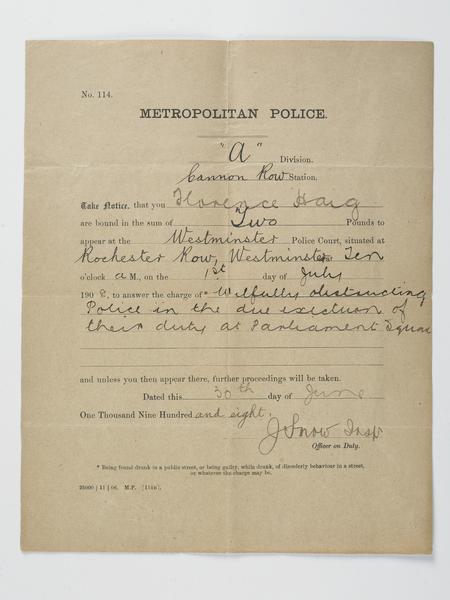 No. 114.
METROPOLITAN POLICE.
"A" Division.
Cannon Row Station.
Take Notice, that you Florence Haig
are bound in the sum of Two Pounds to
appear at the Westminster Police Court, situated at
Rochester Row, Westminster Ten
o'clock a M., on the 1st day of July
1908, to answer the charge of * Wilfully obstructing
Police in the due exectuon of
their duty at Parliament Square
and unless you then appear there, further proceedings will be taken.
Dated this 30th day of June
One Thousand Nine Hundred and eight.
J Snow Insp
Officer on Duty.
* Being found drunk in a public street, or being guilty, while drunk, of disorderly behaviour in a street,
or whatever the charge may be.
25000 | 11 | 06. M.P. [114a].